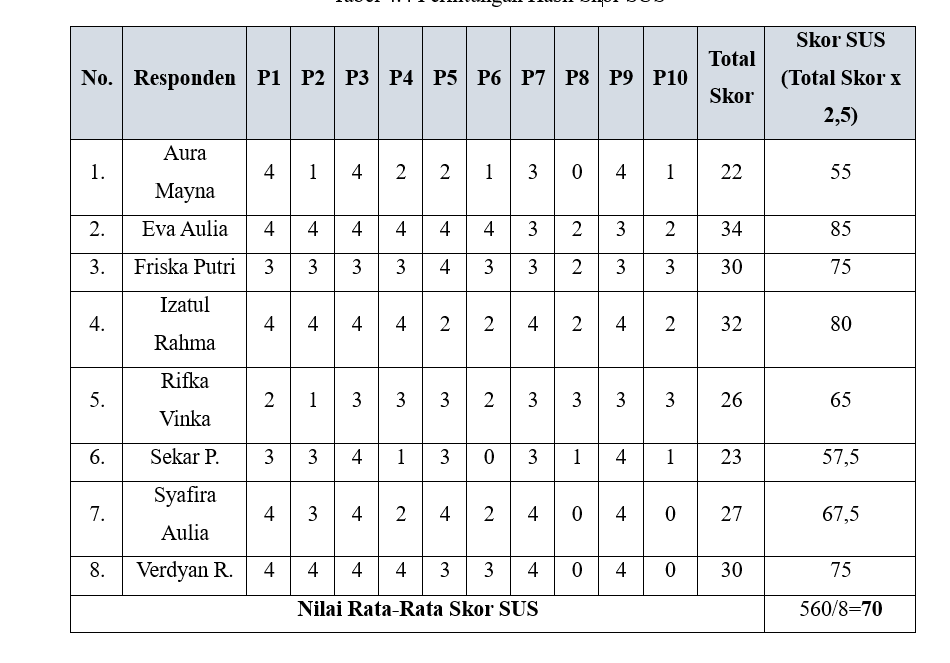 Tabel 4.4 Perhitungan Hasil Skor SUS
No. Responden P1 P2 P3 P4 P5 P6 P7 P8 P9 P10 Total Skor Skor SUS (Total Skor x 2,5)
1. Aura Mayna 4 1 4 2 2 1 3 0 4 1 22 55
2. Eva Aulia 4 4 4 4 4 4 3 2 3 2 34 85
3. Friska Putri 3 3 3 3 4 3 3 2 3 3 30 75
4. Izatul Rahma 4 4 4 4 2 2 4 2 4 2 32 80
5. Rifka Vinka 2 1 3 3 3 2 3 3 3 3 26 65
6. Sekar P. 3 3 4 1 3 0 3 1 4 1 23 57,5
7. Syafira Aulia 4 3 4 2 4 2 4 0 4 0 27 67,5
8. Verdyan R. 4 4 4 4 3 3 4 0 4 0 30 75
Nilai Rata-Rata Skor SUS 560/8=70